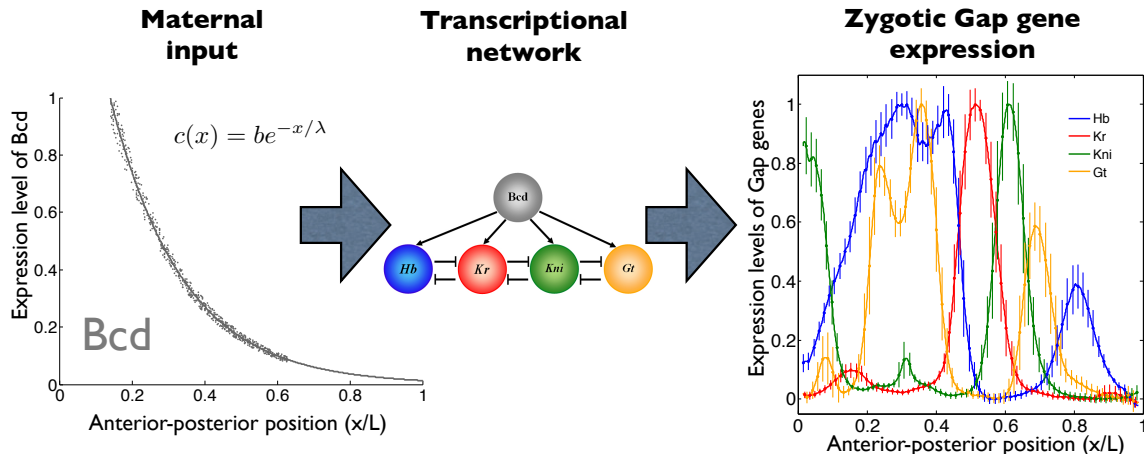 Maternal
input
Transcriptional
network
Zygotic Gap gene
expression
Expression level of Bcd
1
0.8
0.6
0.4
0.2
0
c(x) = be^{-x/λ}
Bcd
0 0.2 0.4 0.6 0.8 1
Anterior-posterior position (x/L)
Bcd
Hb Kr Kni Gt
Expression levels of Gap genes
1
0.8
0.6
0.4
0.2
0
Hb
Kr
Kni
Gt
0 0.2 0.4 0.6 0.8 1
Anterior-posterior position (x/L)